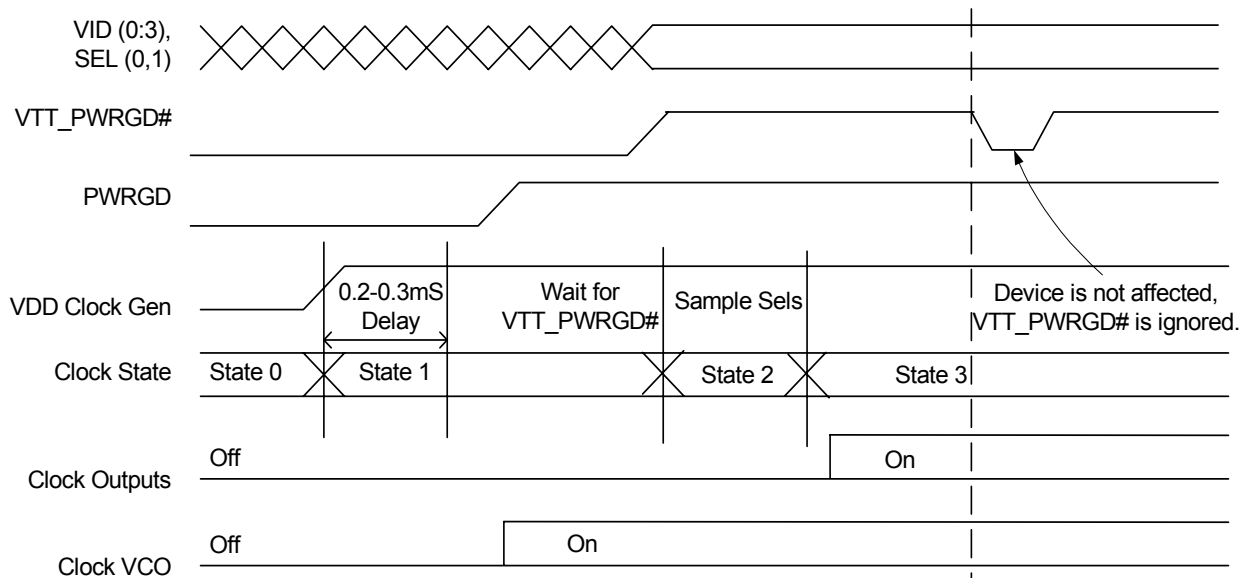 VID (0:3),
SEL (0,1)
VTT_PWRGD#
PWRGD
VDD Clock Gen
0.2-0.3mS
Delay
Wait for
VTT_PWRGD#
Sample Sels
Device is not affected,
VTT_PWRGD# is ignored.
Clock State
State 0
State 1
State 2
State 3
Clock Outputs
Off
On
Clock VCO
Off
On